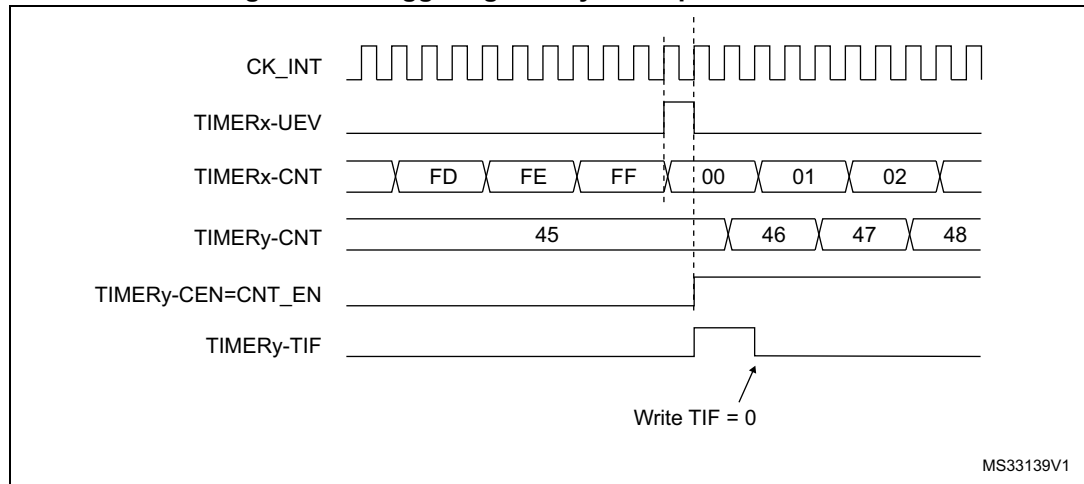 CK_INT
TIMERx-UEV
TIMERx-CNT FD FE FF 00 01 02
TIMERy-CNT 45 46 47 48
TIMERy-CEN=CNT_EN
TIMERy-TIF
Write TIF = 0
MS33139V1